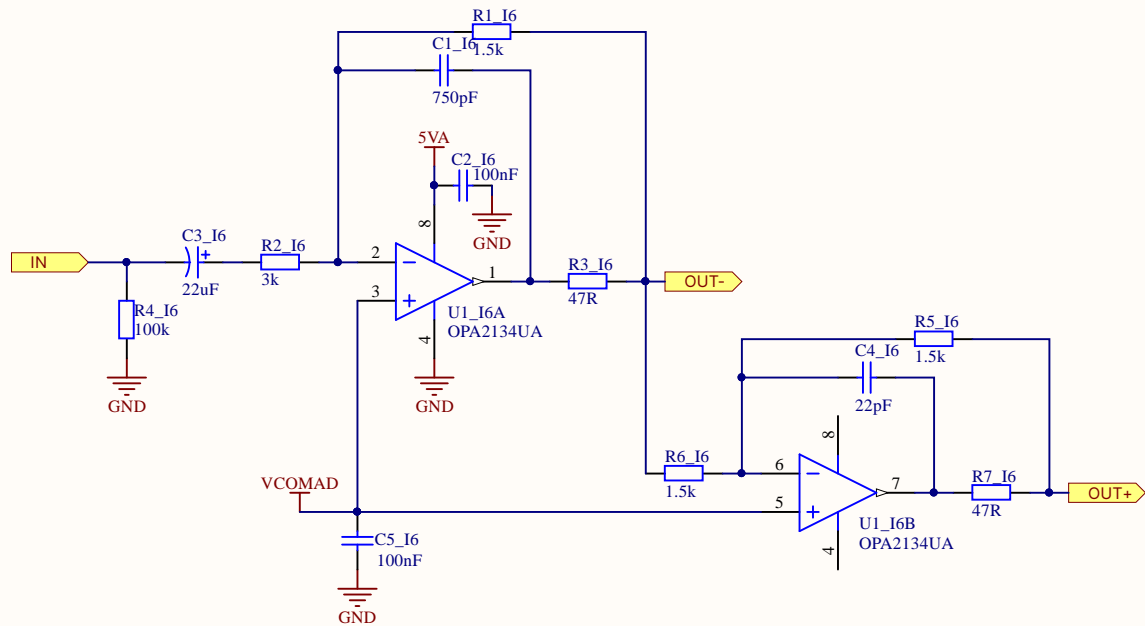 R1_I6
1.5k
C1_I6
750pF
5VA
C2_I6
100nF
GND
8
IN
C3_I6
+
22uF
R2_I6
3k
2
3
1
4
U1_I6A
OPA2134UA
GND
R3_I6
47R
OUT-
R4_I6
100k
GND
R5_I6
1.5k
C4_I6
22pF
8
R6_I6
1.5k
6
5
7
4
U1_I6B
OPA2134UA
R7_I6
47R
OUT+
VCOMAD
C5_I6
100nF
GND